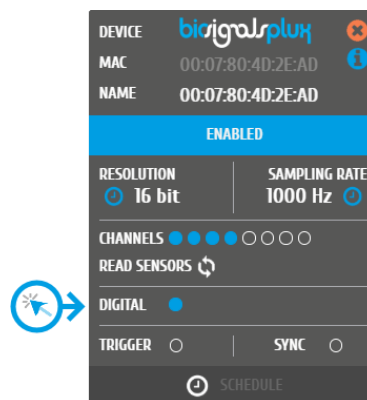 DEVICE biosignalsplux
MAC 00:07:80:4D:2E:AD
NAME 00:07:80:4D:2E:AD
ENABLED
RESOLUTION SAMPLING RATE
16 bit 1000 Hz
CHANNELS
READ SENSORS
DIGITAL
TRIGGER SYNC
SCHEDULE